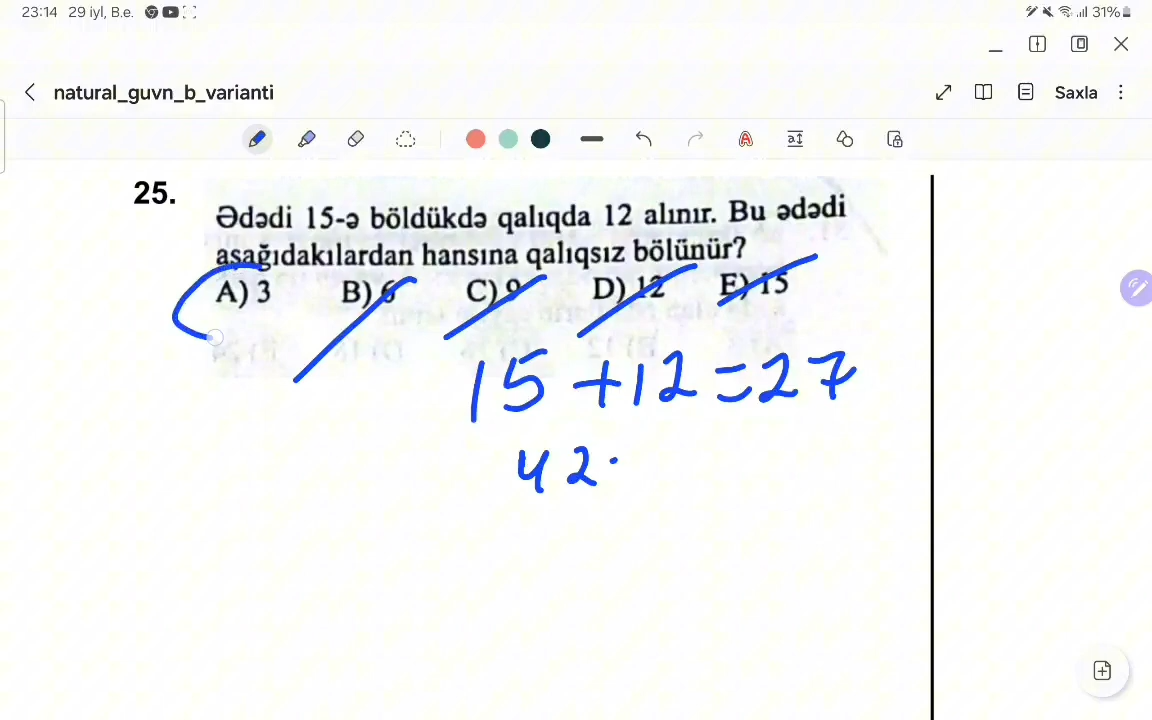 23:14 29 iyl, B.e. 31%
natural_guvn_b_varianti Saxla
25.
Ədədi 15-ə böldükdə qalıqda 12 alınır. Bu ədədi
aşağıdakılardan hansına qalıqsız bölünür?
A) 3 B) 6 C) 9 D) 12 E) 15
15 + 12 = 27
42.